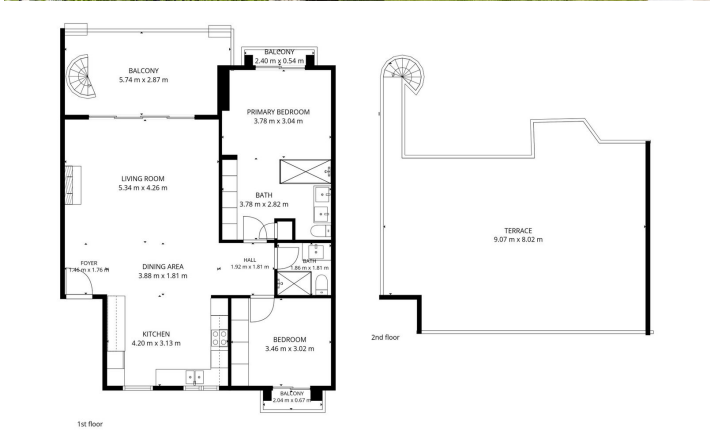 BALCONY
5.74 m x 2.87 m
BALCONY
2.40 m x 0.54 m
PRIMARY BEDROOM
3.78 m x 3.04 m
LIVING ROOM
5.34 m x 4.26 m
BATH
3.78 m x 2.82 m
FOYER
1.46 m x 1.76 m
DINING AREA
3.88 m x 1.81 m
HALL
1.92 m x 1.81 m
BATH
1.86 m x 1.81 m
KITCHEN
4.20 m x 3.13 m
BEDROOM
3.46 m x 3.02 m
BALCONY
2.04 m x 0.67 m
1st floor
TERRACE
9.07 m x 8.02 m
2nd floor